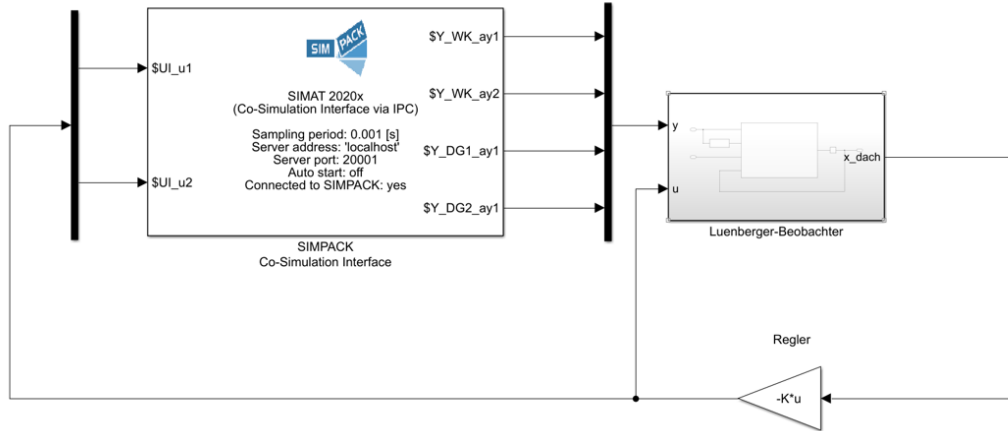 SIM PACK
$UI_u1
$UI_u2
SIMAT 2020x
(Co-Simulation Interface via IPC)
Sampling period: 0.001 [s]
Server address: 'localhost'
Server port: 20001
Auto start: off
Connected to SIMPACK: yes
$Y_WK_ay1
$Y_WK_ay2
$Y_DG1_ay1
$Y_DG2_ay1
SIMPACK
Co-Simulation Interface
y
u
x_dach
Luenberger-Beobachter
Regler
-K*u